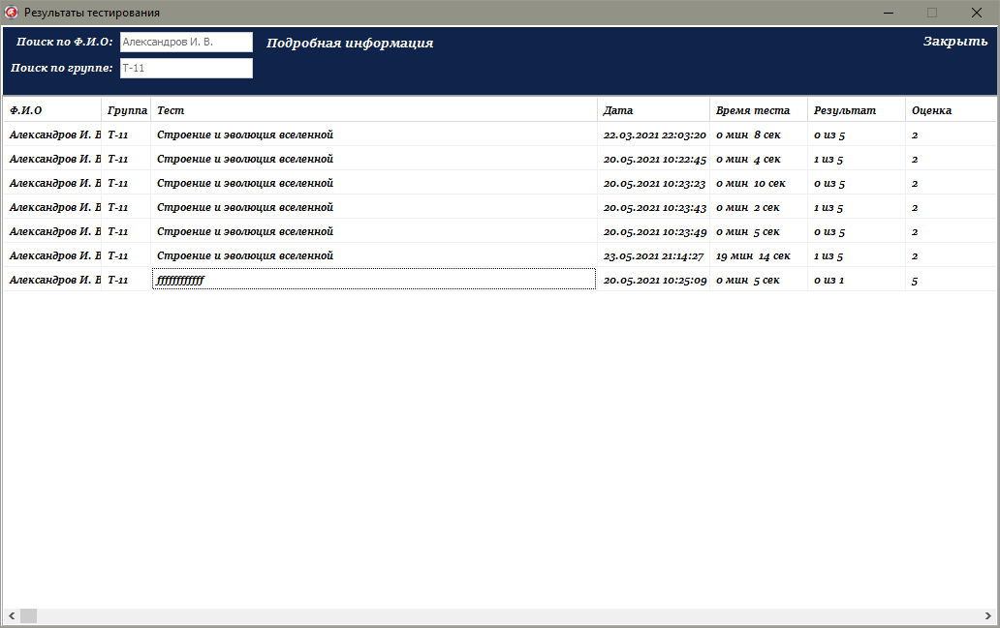 Результаты тестирования
Поиск по Ф.И.О: Александров И. В. Подробная информация Закрыть
Поиск по группе: Т-11
Ф.И.О Группа Тест Дата Время теста Результат Оценка
Александров И. В Т-11 Строение и эволюция вселенной 22.03.2021 22:03:20 0 мин 8 сек 0 из 5 2
Александров И. В Т-11 Строение и эволюция вселенной 20.05.2021 10:22:45 0 мин 4 сек 1 из 5 2
Александров И. В Т-11 Строение и эволюция вселенной 20.05.2021 10:23:23 0 мин 10 сек 0 из 5 2
Александров И. В Т-11 Строение и эволюция вселенной 20.05.2021 10:23:43 0 мин 2 сек 1 из 5 2
Александров И. В Т-11 Строение и эволюция вселенной 20.05.2021 10:23:49 0 мин 5 сек 0 из 5 2
Александров И. В Т-11 Строение и эволюция вселенной 23.05.2021 21:14:27 19 мин 14 сек 1 из 5 2
Александров И. В Т-11 20.05.2021 10:25:09 0 мин 5 сек 0 из 1 5